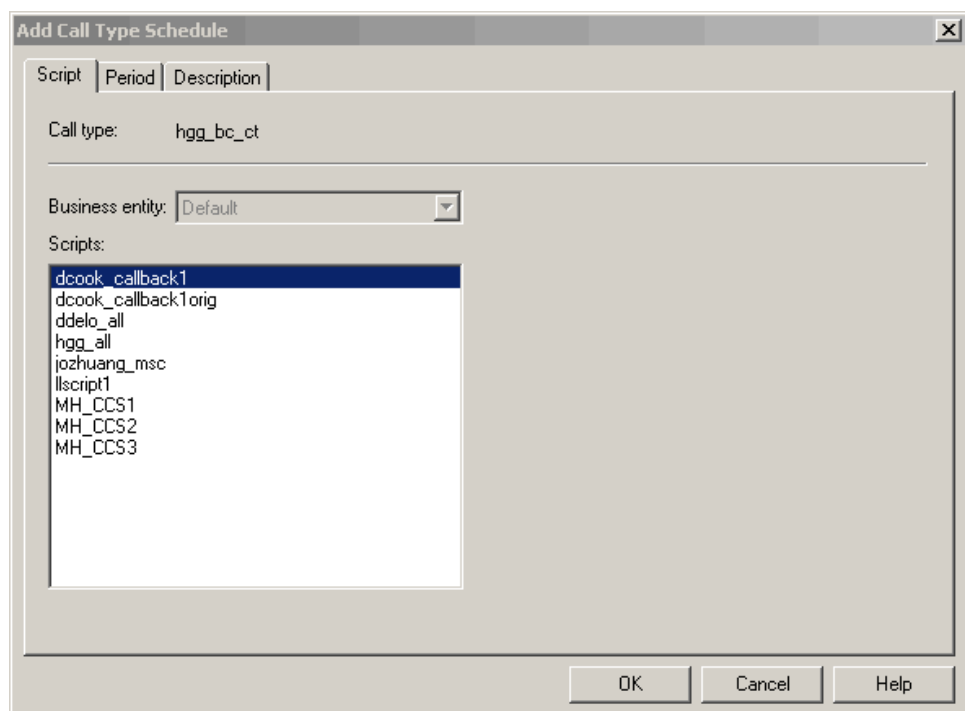 Add Call Type Schedule
Script Period Description
Call type: hgg_bc_ct
Business entity: Default
Scripts:
dcook_callback1
dcook_callback1orig
ddelo_all
hgg_all
jozhuang_msc
llscript1
MH_CCS1
MH_CCS2
MH_CCS3
OK Cancel Help